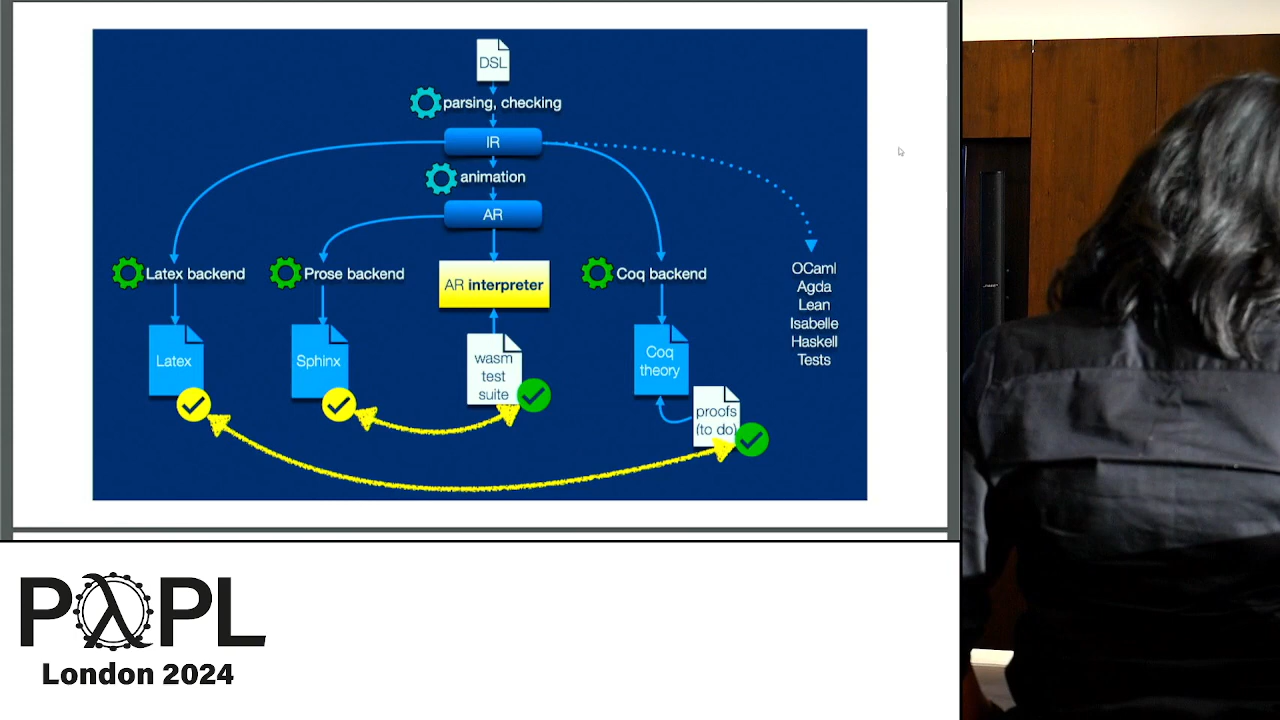 DSL
parsing, checking
IR
animation
AR
Latex backend
Prose backend
AR interpreter
Coq backend
OCaml
Agda
Lean
Isabelle
Haskell
Tests
Latex
Sphinx
wasm
test
suite
Coq
theory
proofs
(to do)
PλPL
London 2024